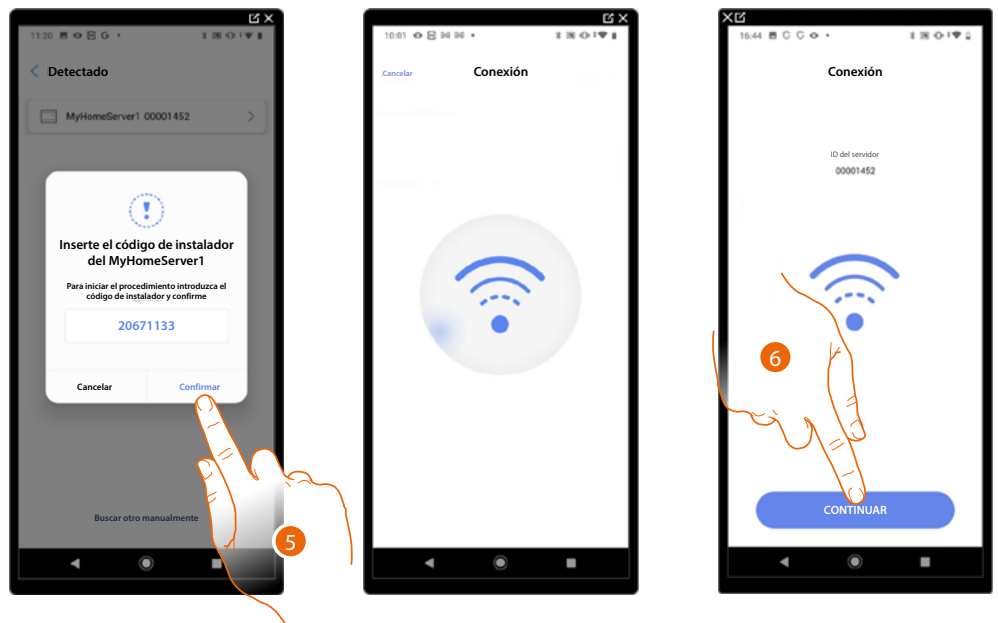 11:20
Detectado
MyHomeServer1 00001452
Inserte el código de instalador
del MyHomeServer1
Para iniciar el procedimiento introduzca el
código de instalador y confirme
20671133
Cancelar
Confirmar
Buscar otro manualmente
5
10:01
Cancelar
Conexión
16:44
Conexión
ID del servidor
00001452
6
CONTINUAR